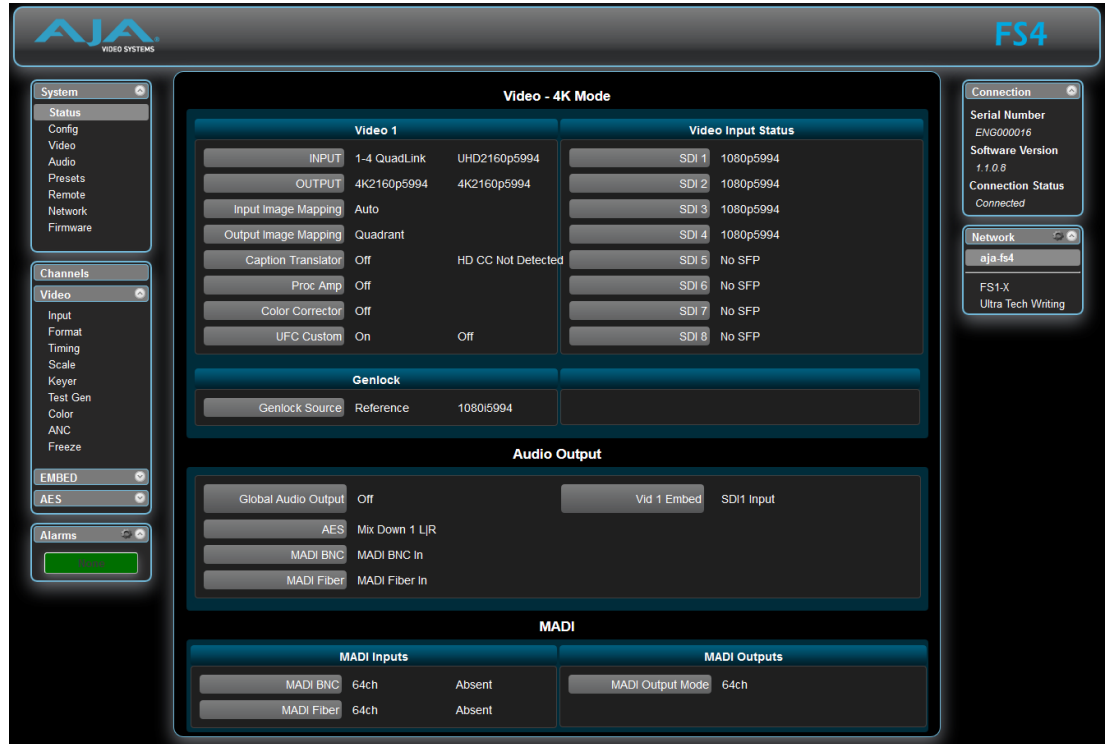 AJA
VIDEO SYSTEMS
FS4
System
Status
Config
Video
Audio
Presets
Remote
Network
Firmware
Channels
Video
Input
Format
Timing
Scale
Keyer
Test Gen
Color
ANC
Freeze
EMBED
AES
Alarms
None
Video - 4K Mode
Video 1
INPUT 1-4 QuadLink UHD2160p5994
OUTPUT 4K2160p5994 4K2160p5994
Input Image Mapping Auto
Output Image Mapping Quadrant
Caption Translator Off HD CC Not Detected
Proc Amp Off
Color Corrector Off
UFC Custom On Off
Video Input Status
SDI 1 1080p5994
SDI 2 1080p5994
SDI 3 1080p5994
SDI 4 1080p5994
SDI 5 No SFP
SDI 6 No SFP
SDI 7 No SFP
SDI 8 No SFP
Genlock
Genlock Source Reference 1080i5994
Audio Output
Global Audio Output Off
Vid 1 Embed SDI1 Input
AES Mix Down 1 L|R
MADI BNC MADI BNC In
MADI Fiber MADI Fiber In
MADI
MADI Inputs
MADI BNC 64ch Absent
MADI Fiber 64ch Absent
MADI Outputs
MADI Output Mode 64ch
Connection
Serial Number
ENG000016
Software Version
1.1.0.8
Connection Status
Connected
Network
aja-fs4
FS1-X
Ultra Tech Writing